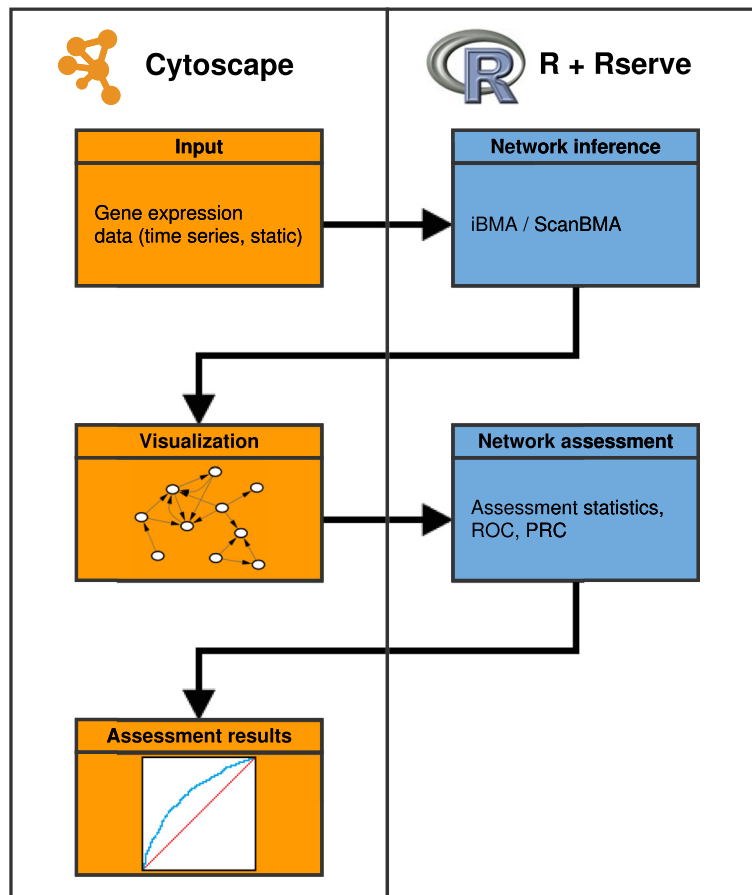 Cytoscape
R
R + Rserve
Input
Gene expression
data (time series, static)
Network inference
iBMA / ScanBMA
Visualization
Network assessment
Assessment statistics,
ROC, PRC
Assessment results